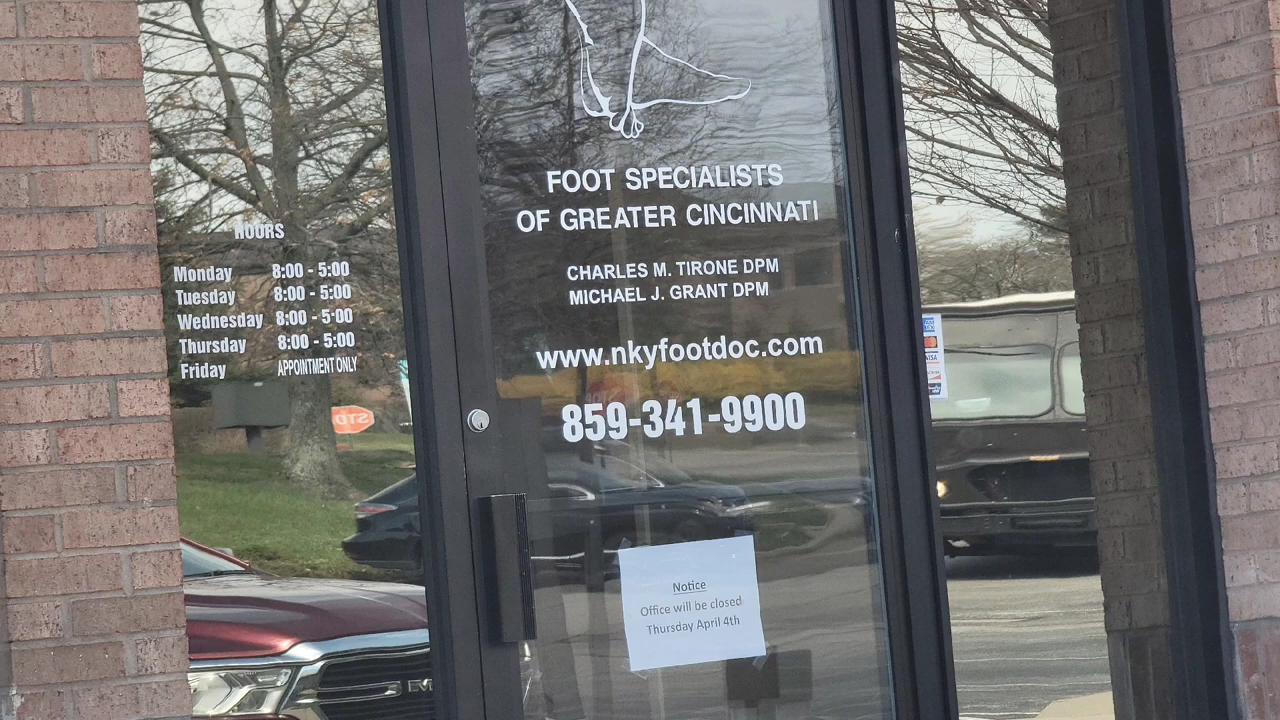 HOURS
Monday 8:00 - 5:00
Tuesday 8:00 - 5:00
Wednesday 8:00 - 5:00
Thursday 8:00 - 5:00
Friday APPOINTMENT ONLY
FOOT SPECIALISTS
OF GREATER CINCINNATI
CHARLES M. TIRONE DPM
MICHAEL J. GRANT DPM
www.nkyfootdoc.com
859-341-9900
Notice
Office will be closed
Thursday April 4th
STOP
VISA